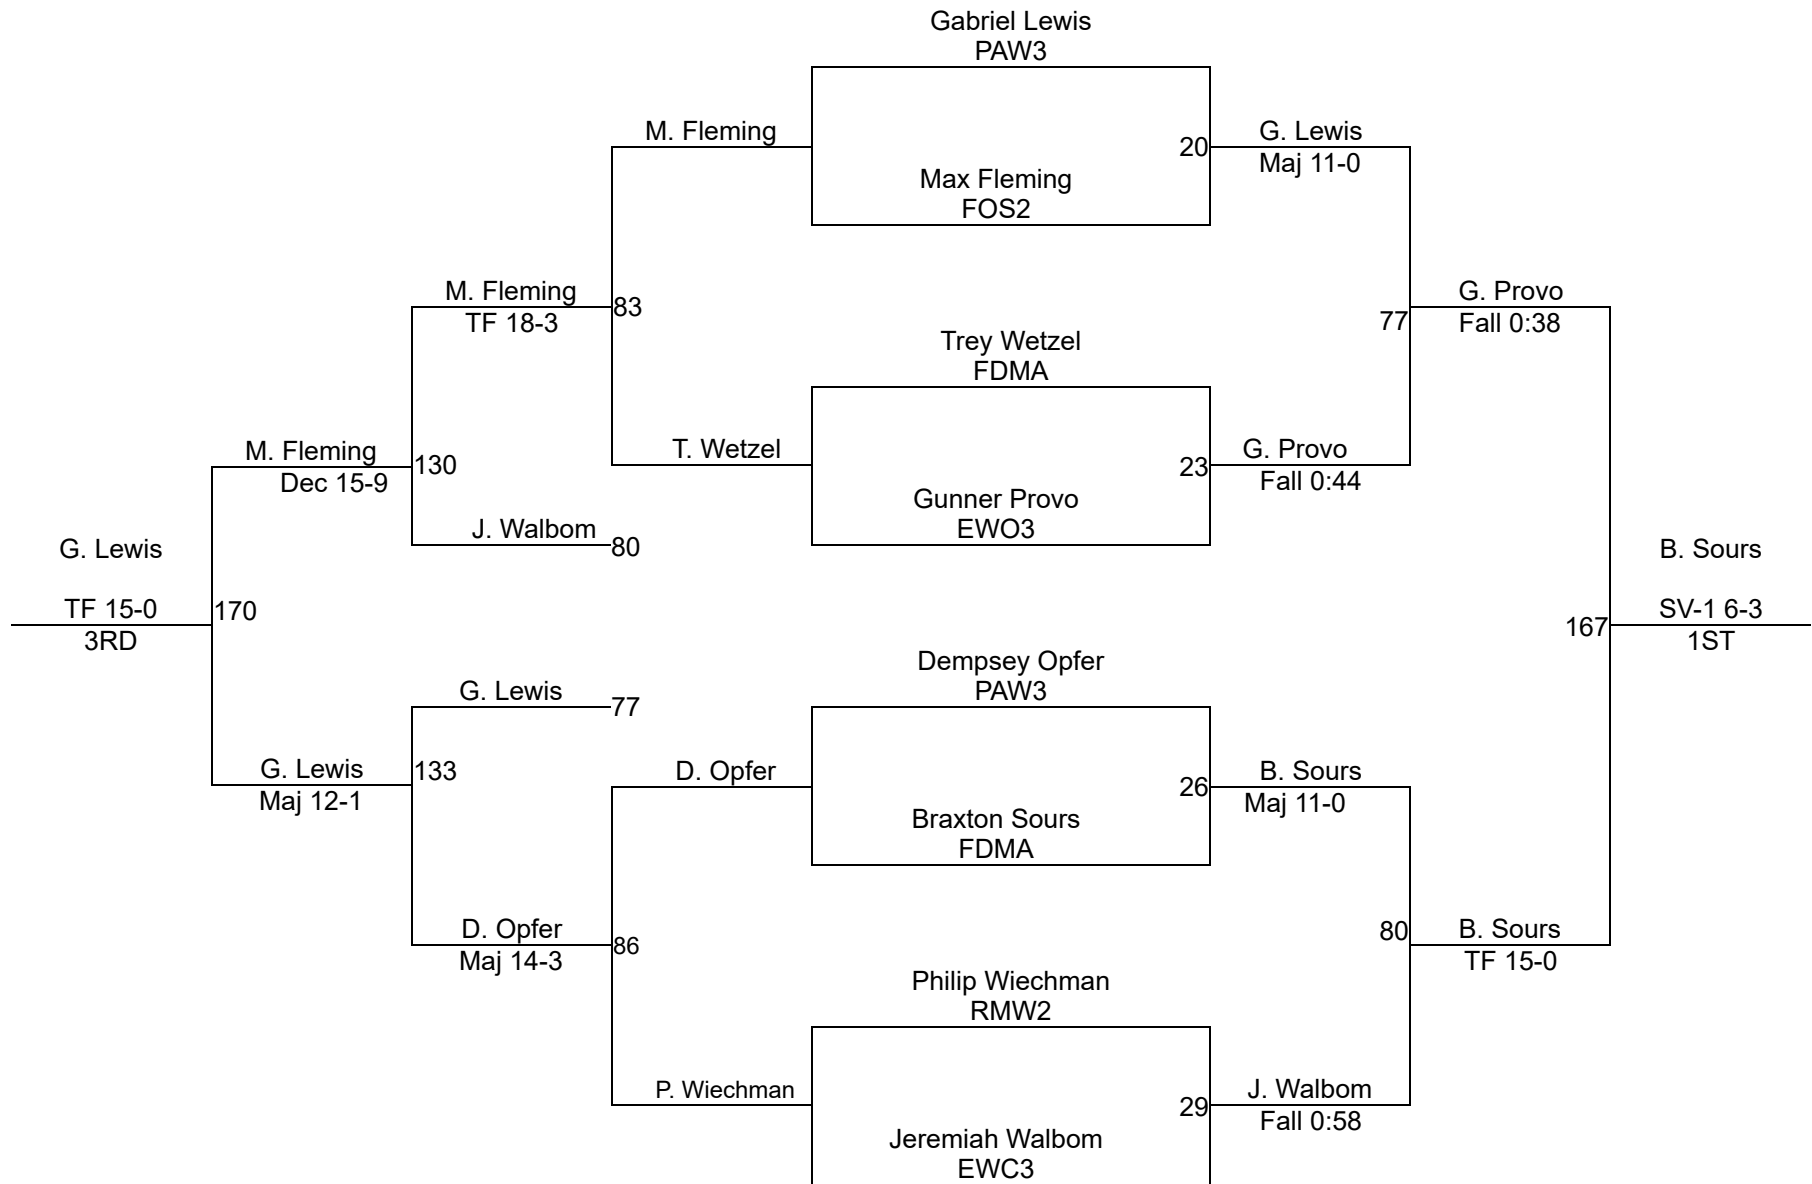 Gabriel Lewis
PAW3
M. Fleming
20
G. Lewis
Maj 11-0
Max Fleming
FOS2
M. Fleming
TF 18-3
83
77
G. Provo
Fall 0:38
Trey Wetzel
FDMA
M. Fleming
Dec 15-9
130
T. Wetzel
23
G. Provo
Fall 0:44
Gunner Provo
EWO3
J. Walbom
80
G. Lewis
TF 15-0
3RD
170
B. Sours
SV-1 6-3
1ST
167
Dempsey Opfer
PAW3
G. Lewis
77
G. Lewis
Maj 12-1
133
D. Opfer
26
B. Sours
Maj 11-0
Braxton Sours
FDMA
D. Opfer
Maj 14-3
86
80
B. Sours
TF 15-0
Philip Wiechman
RMW2
P. Wiechman
29
J. Walbom
Fall 0:58
Jeremiah Walbom
EWC3